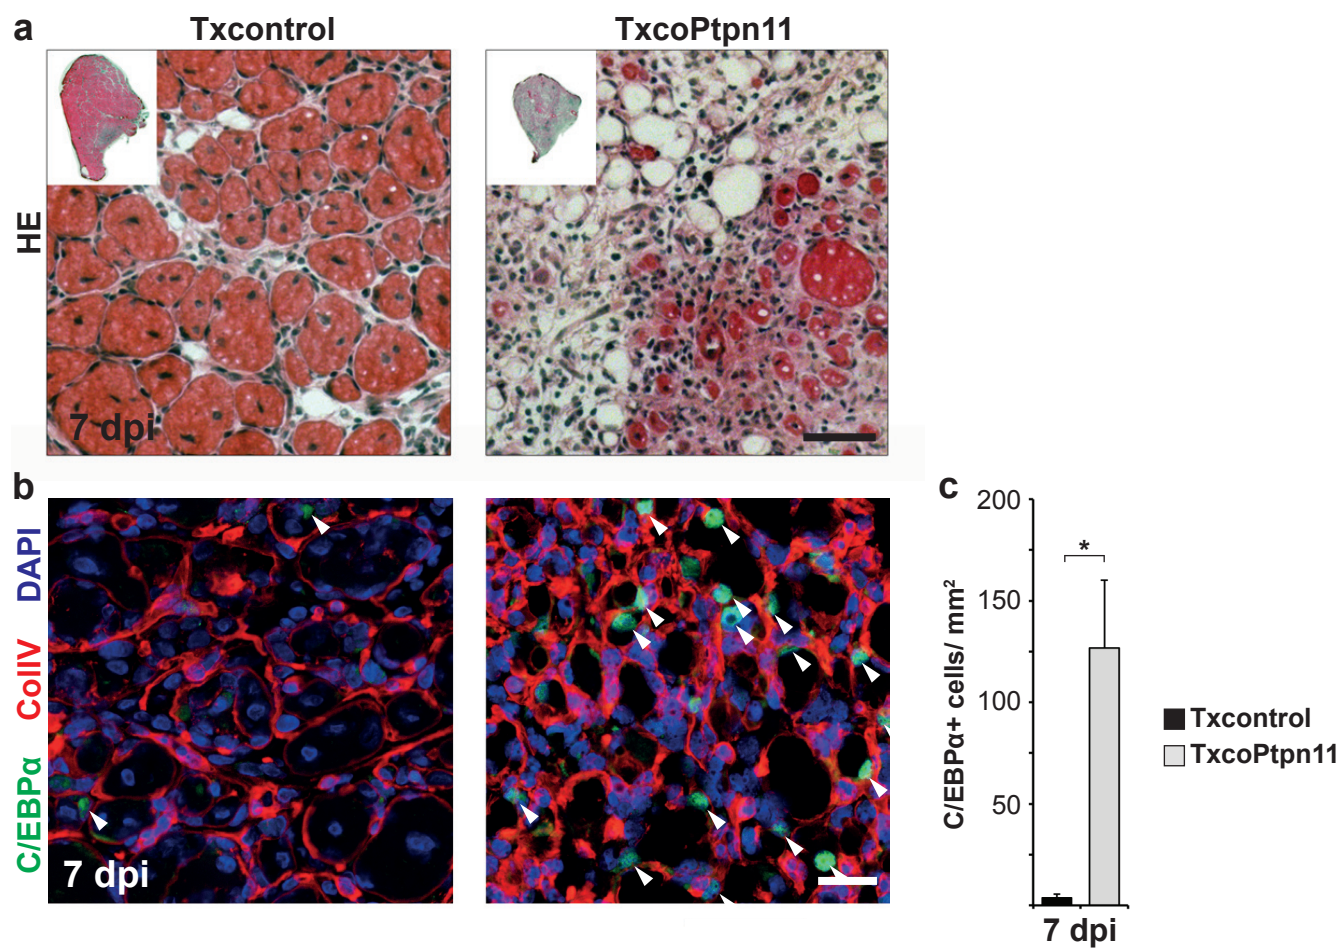 a
Txcontrol
TxcoPtpn11
HE
7 dpi
b
C/EBPα ColIV DAPI
7 dpi
c
C/EBPα+ cells/ mm²
200
150
100
50
*
7 dpi
Txcontrol
TxcoPtpn11